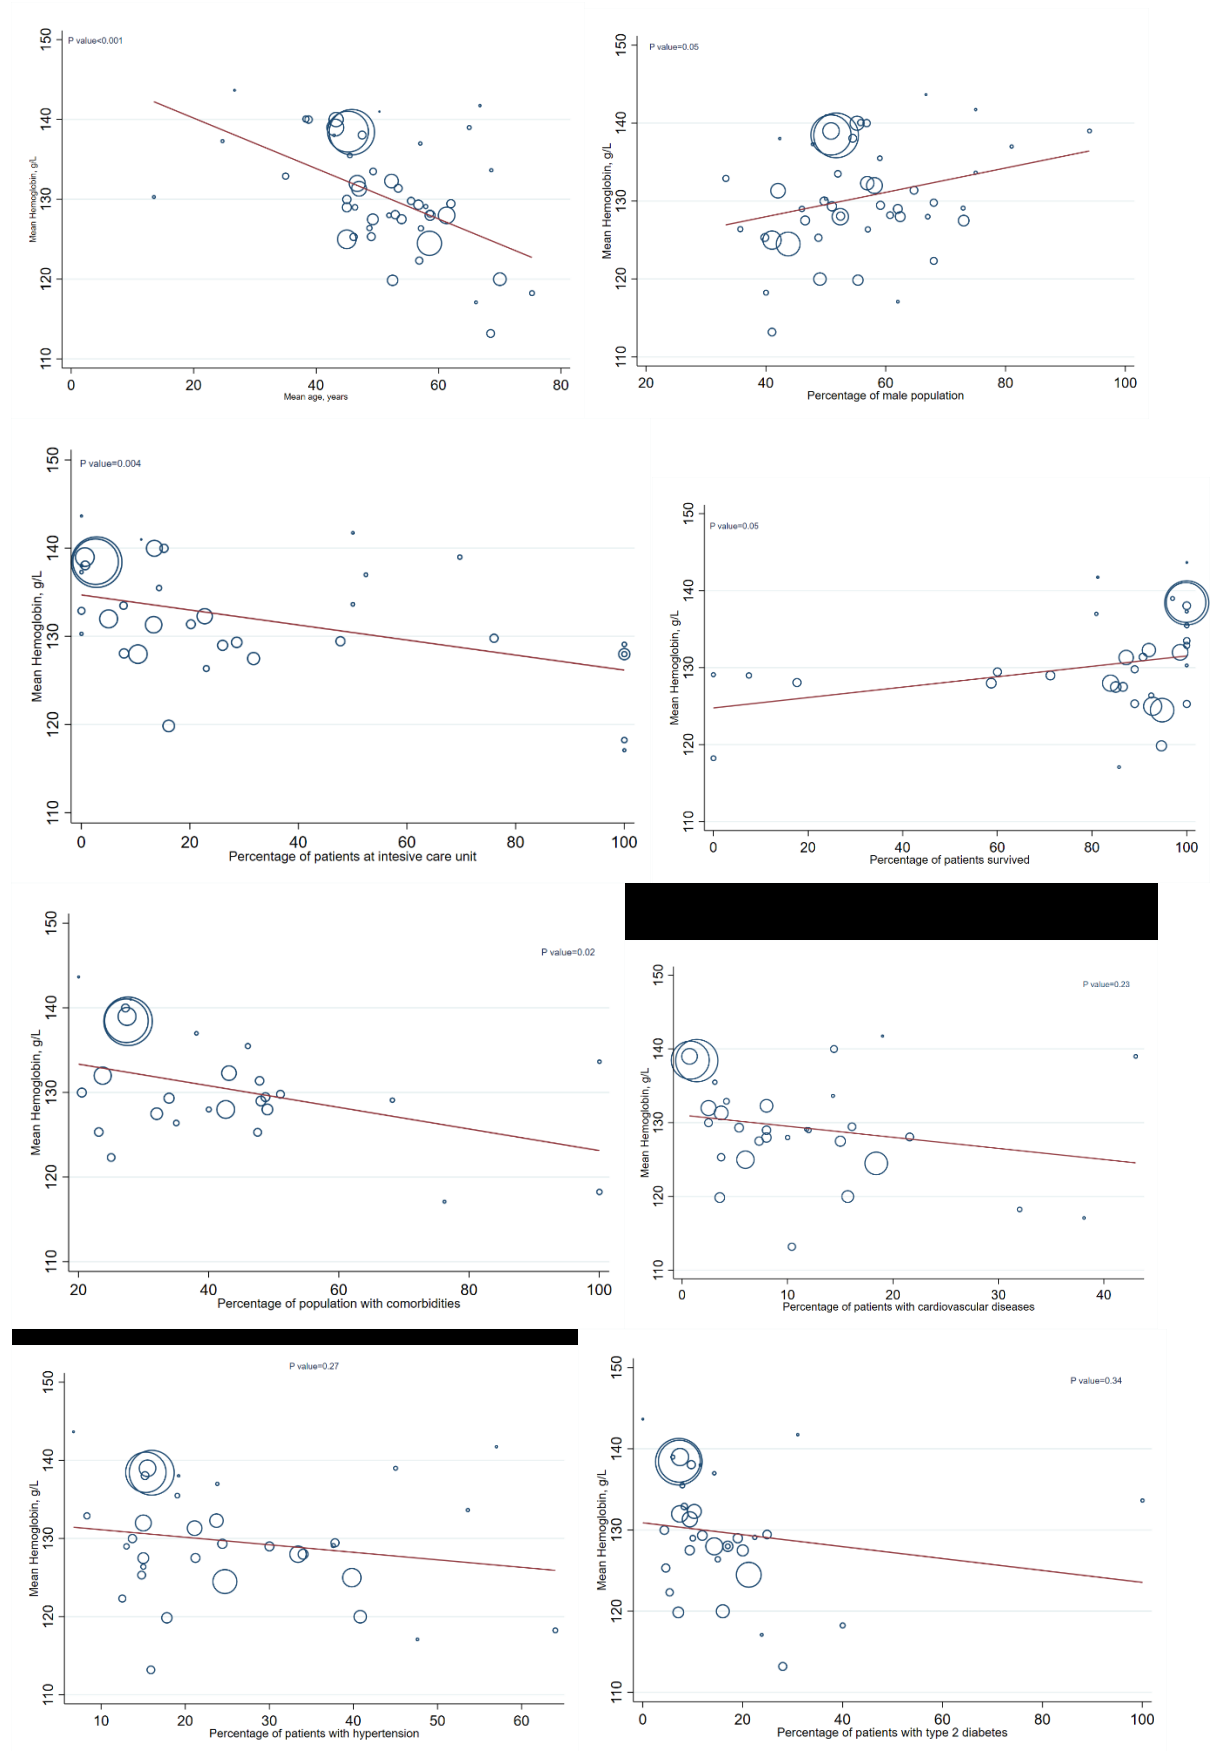 P value<0.001
Mean Hemoglobin, g/L
150
140
130
120
110
0 20 40 60 80
Mean age, years
P value=0.05
Mean Hemoglobin, g/L
150
140
130
120
110
20 40 60 80 100
Percentage of male population
P value=0.004
Mean Hemoglobin, g/L
150
140
130
120
110
0 20 40 60 80 100
Percentage of patients at intesive care unit
P value=0.05
Mean Hemoglobin, g/L
150
140
130
120
110
0 20 40 60 80 100
Percentage of patients survived
P value=0.02
Mean Hemoglobin, g/L
150
140
130
120
110
20 40 60 80 100
Percentage of population with comorbidities
P value=0.23
Mean Hemoglobin, g/L
150
140
130
120
110
0 10 20 30 40
Percentage of patients with cardiovascular diseases
P value=0.27
Mean Hemoglobin, g/L
150
140
130
120
110
10 20 30 40 50 60
Percentage of patients with hypertension
P value=0.34
Mean Hemoglobin, g/L
150
140
130
120
110
0 20 40 60 80 100
Percentage of patients with type 2 diabetes